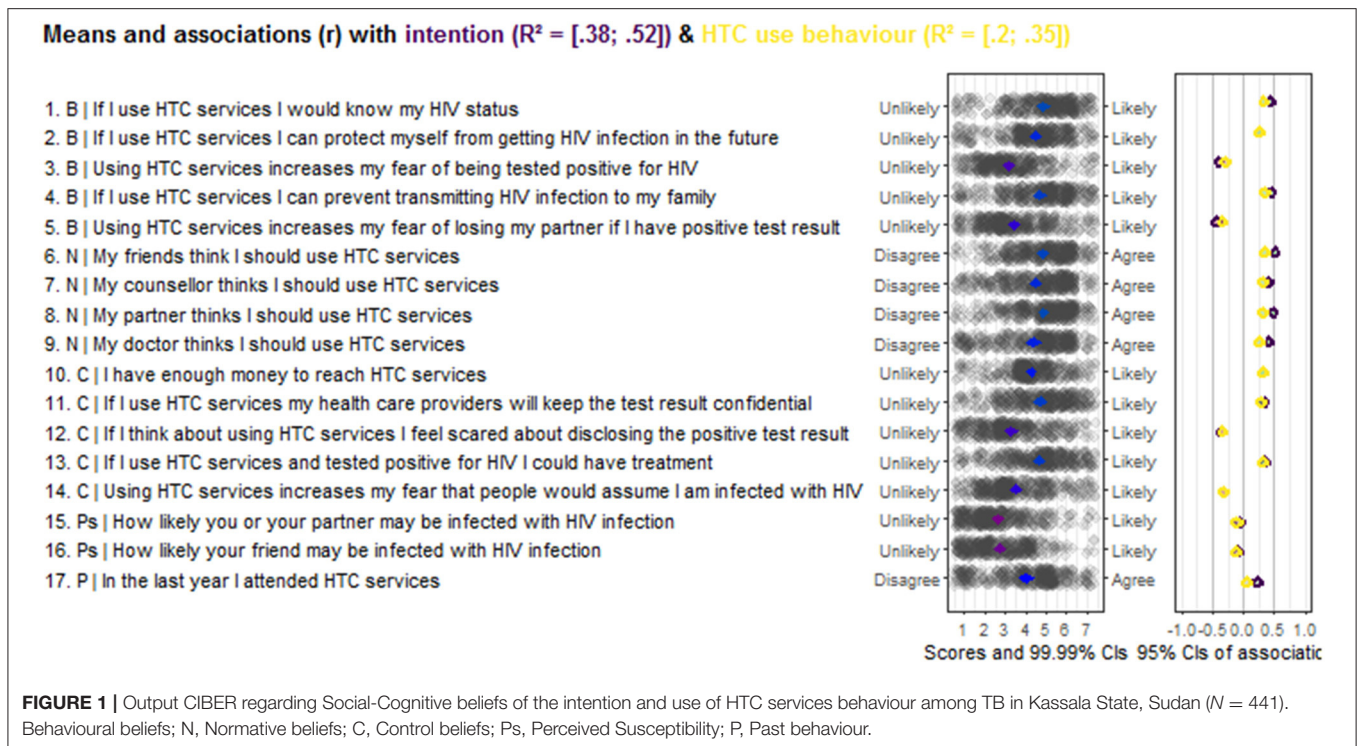 Means and associations (r) with intention (R² = [.38; .52]) & HTC use behaviour (R² = [.2; .35])
1. B | If I use HTC services I would know my HIV status Unlikely Likely
2. B | If I use HTC services I can protect myself from getting HIV infection in the future Unlikely Likely
3. B | Using HTC services increases my fear of being tested positive for HIV Unlikely Likely
4. B | If I use HTC services I can prevent transmitting HIV infection to my family Unlikely Likely
5. B | Using HTC services increases my fear of losing my partner if I have positive test result Unlikely Likely
6. N | My friends think I should use HTC services Disagree Agree
7. N | My counsellor thinks I should use HTC services Disagree Agree
8. N | My partner thinks I should use HTC services Disagree Agree
9. N | My doctor thinks I should use HTC services Disagree Agree
10. C | I have enough money to reach HTC services Unlikely Likely
11. C | If I use HTC services my health care providers will keep the test result confidential Unlikely Likely
12. C | If I think about using HTC services I feel scared about disclosing the positive test result Unlikely Likely
13. C | If I use HTC services and tested positive for HIV I could have treatment Unlikely Likely
14. C | Using HTC services increases my fear that people would assume I am infected with HIV Unlikely Likely
15. Ps | How likely you or your partner may be infected with HIV infection Unlikely Likely
16. Ps | How likely your friend may be infected with HIV infection Unlikely Likely
17. P | In the last year I attended HTC services Disagree Agree
1 2 3 4 5 6 7 -1.0 -0.5 0.0 0.5 1.0
Scores and 99.99% CIs 95% CIs of associatic
FIGURE 1 | Output CIBER regarding Social-Cognitive beliefs of the intention and use of HTC services behaviour among TB in Kassala State, Sudan (N = 441).
Behavioural beliefs; N, Normative beliefs; C, Control beliefs; Ps, Perceived Susceptibility; P, Past behaviour.